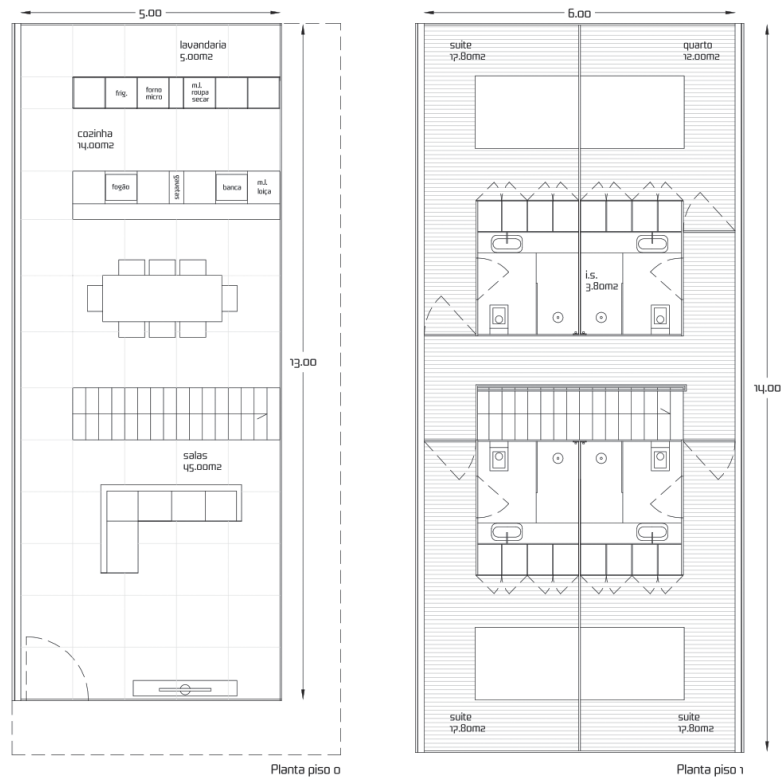 5.00
lavandaria
5.00m2
frig.
forno
micro
m.l.
roupa
secar
cozinha
14.00m2
fogão
gavetas
banca
m.l.
loiça
13.00
salas
45.00m2
Planta piso 0
6.00
suite
17.80m2
quarto
12.00m2
i.s.
3.80m2
14.00
suite
17.80m2
suite
17.80m2
Planta piso 1